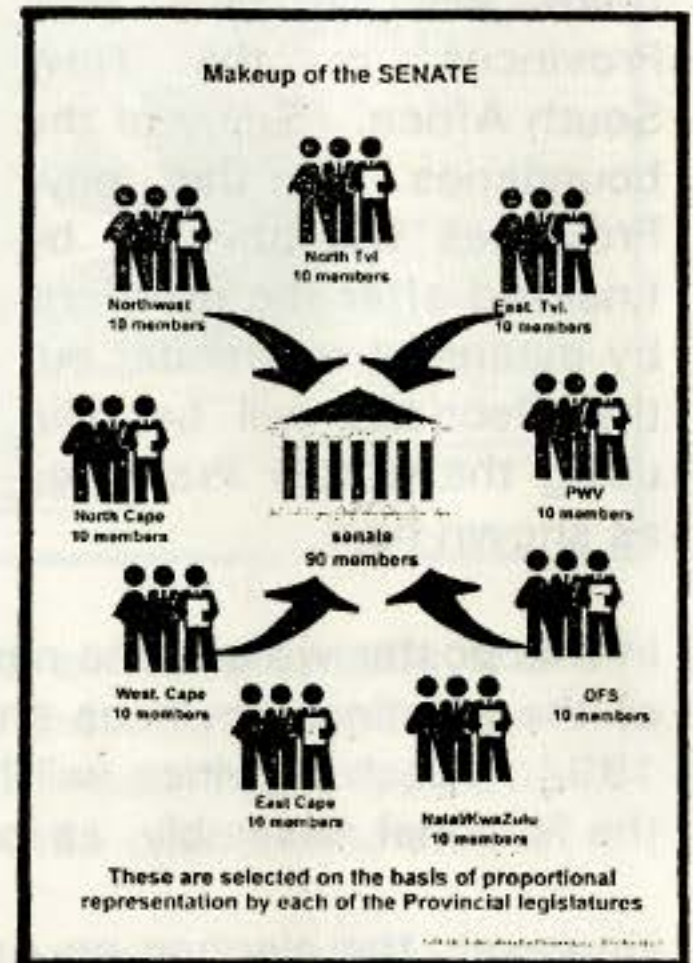 Makeup of the SENATE
North Tvl
10 members
Northwest
10 members
East. Tvl.
10 members
North Cape
10 members
PWV
10 members
senate
90 members
West. Cape
10 members
OFS
10 members
East Cape
10 members
Natal/KwaZulu
10 members
These are selected on the basis of proportional
representation by each of the Provincial legislatures